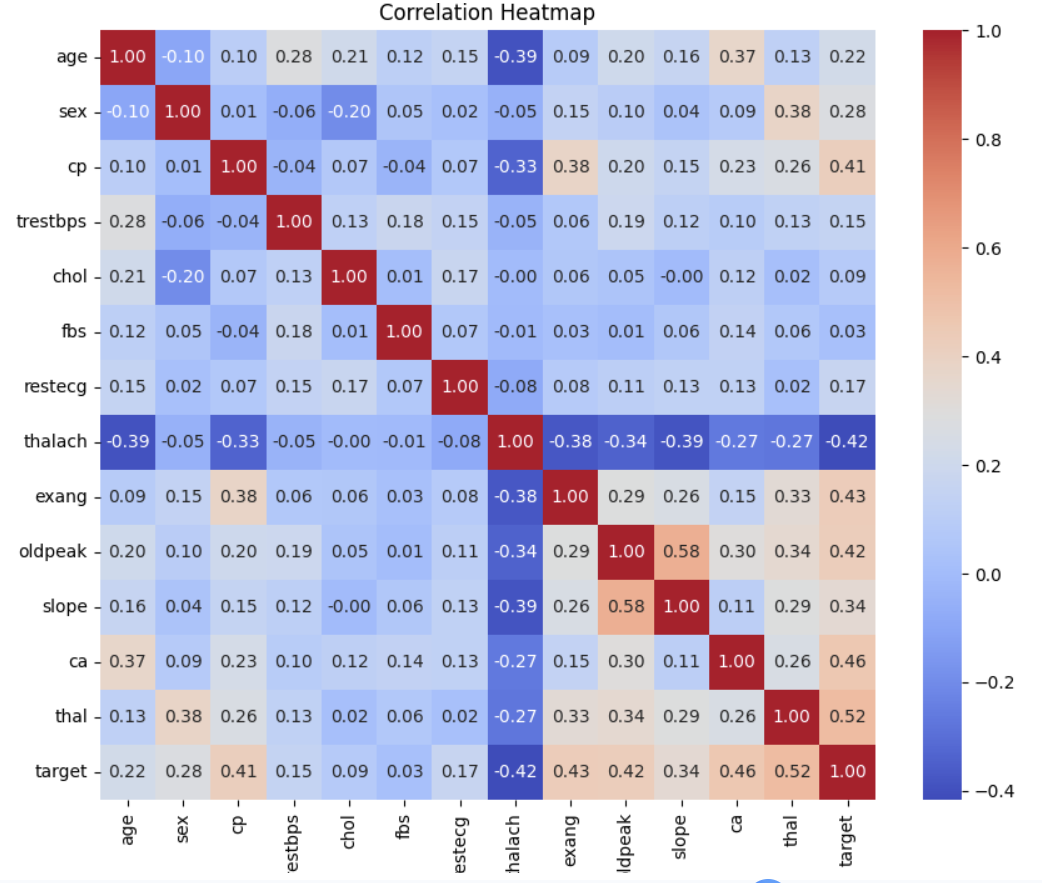 Correlation Heatmap
age 1.00 -0.10 0.10 0.28 0.21 0.12 0.15 -0.39 0.09 0.20 0.16 0.37 0.13 0.22
sex -0.10 1.00 0.01 -0.06 -0.20 0.05 0.02 -0.05 0.15 0.10 0.04 0.09 0.38 0.28
cp 0.10 0.01 1.00 -0.04 0.07 -0.04 0.07 -0.33 0.38 0.20 0.15 0.23 0.26 0.41
trestbps 0.28 -0.06 -0.04 1.00 0.13 0.18 0.15 -0.05 0.06 0.19 0.12 0.10 0.13 0.15
chol 0.21 -0.20 0.07 0.13 1.00 0.01 0.17 -0.00 0.06 0.05 -0.00 0.12 0.02 0.09
fbs 0.12 0.05 -0.04 0.18 0.01 1.00 0.07 -0.01 0.03 0.01 0.06 0.14 0.06 0.03
restecg 0.15 0.02 0.07 0.15 0.17 0.07 1.00 -0.08 0.08 0.11 0.13 0.13 0.02 0.17
thalach -0.39 -0.05 -0.33 -0.05 -0.00 -0.01 -0.08 1.00 -0.38 -0.34 -0.39 -0.27 -0.27 -0.42
exang 0.09 0.15 0.38 0.06 0.06 0.03 0.08 -0.38 1.00 0.29 0.26 0.15 0.33 0.43
oldpeak 0.20 0.10 0.20 0.19 0.05 0.01 0.11 -0.34 0.29 1.00 0.58 0.30 0.34 0.42
slope 0.16 0.04 0.15 0.12 -0.00 0.06 0.13 -0.39 0.26 0.58 1.00 0.11 0.29 0.34
ca 0.37 0.09 0.23 0.10 0.12 0.14 0.13 -0.27 0.15 0.30 0.11 1.00 0.26 0.46
thal 0.13 0.38 0.26 0.13 0.02 0.06 0.02 -0.27 0.33 0.34 0.29 0.26 1.00 0.52
target 0.22 0.28 0.41 0.15 0.09 0.03 0.17 -0.42 0.43 0.42 0.34 0.46 0.52 1.00
age sex cp estbps chol fbs estecg halach exang ldpeak slope ca thal target
1.0
0.8
0.6
0.4
0.2
0.0
−0.2
−0.4